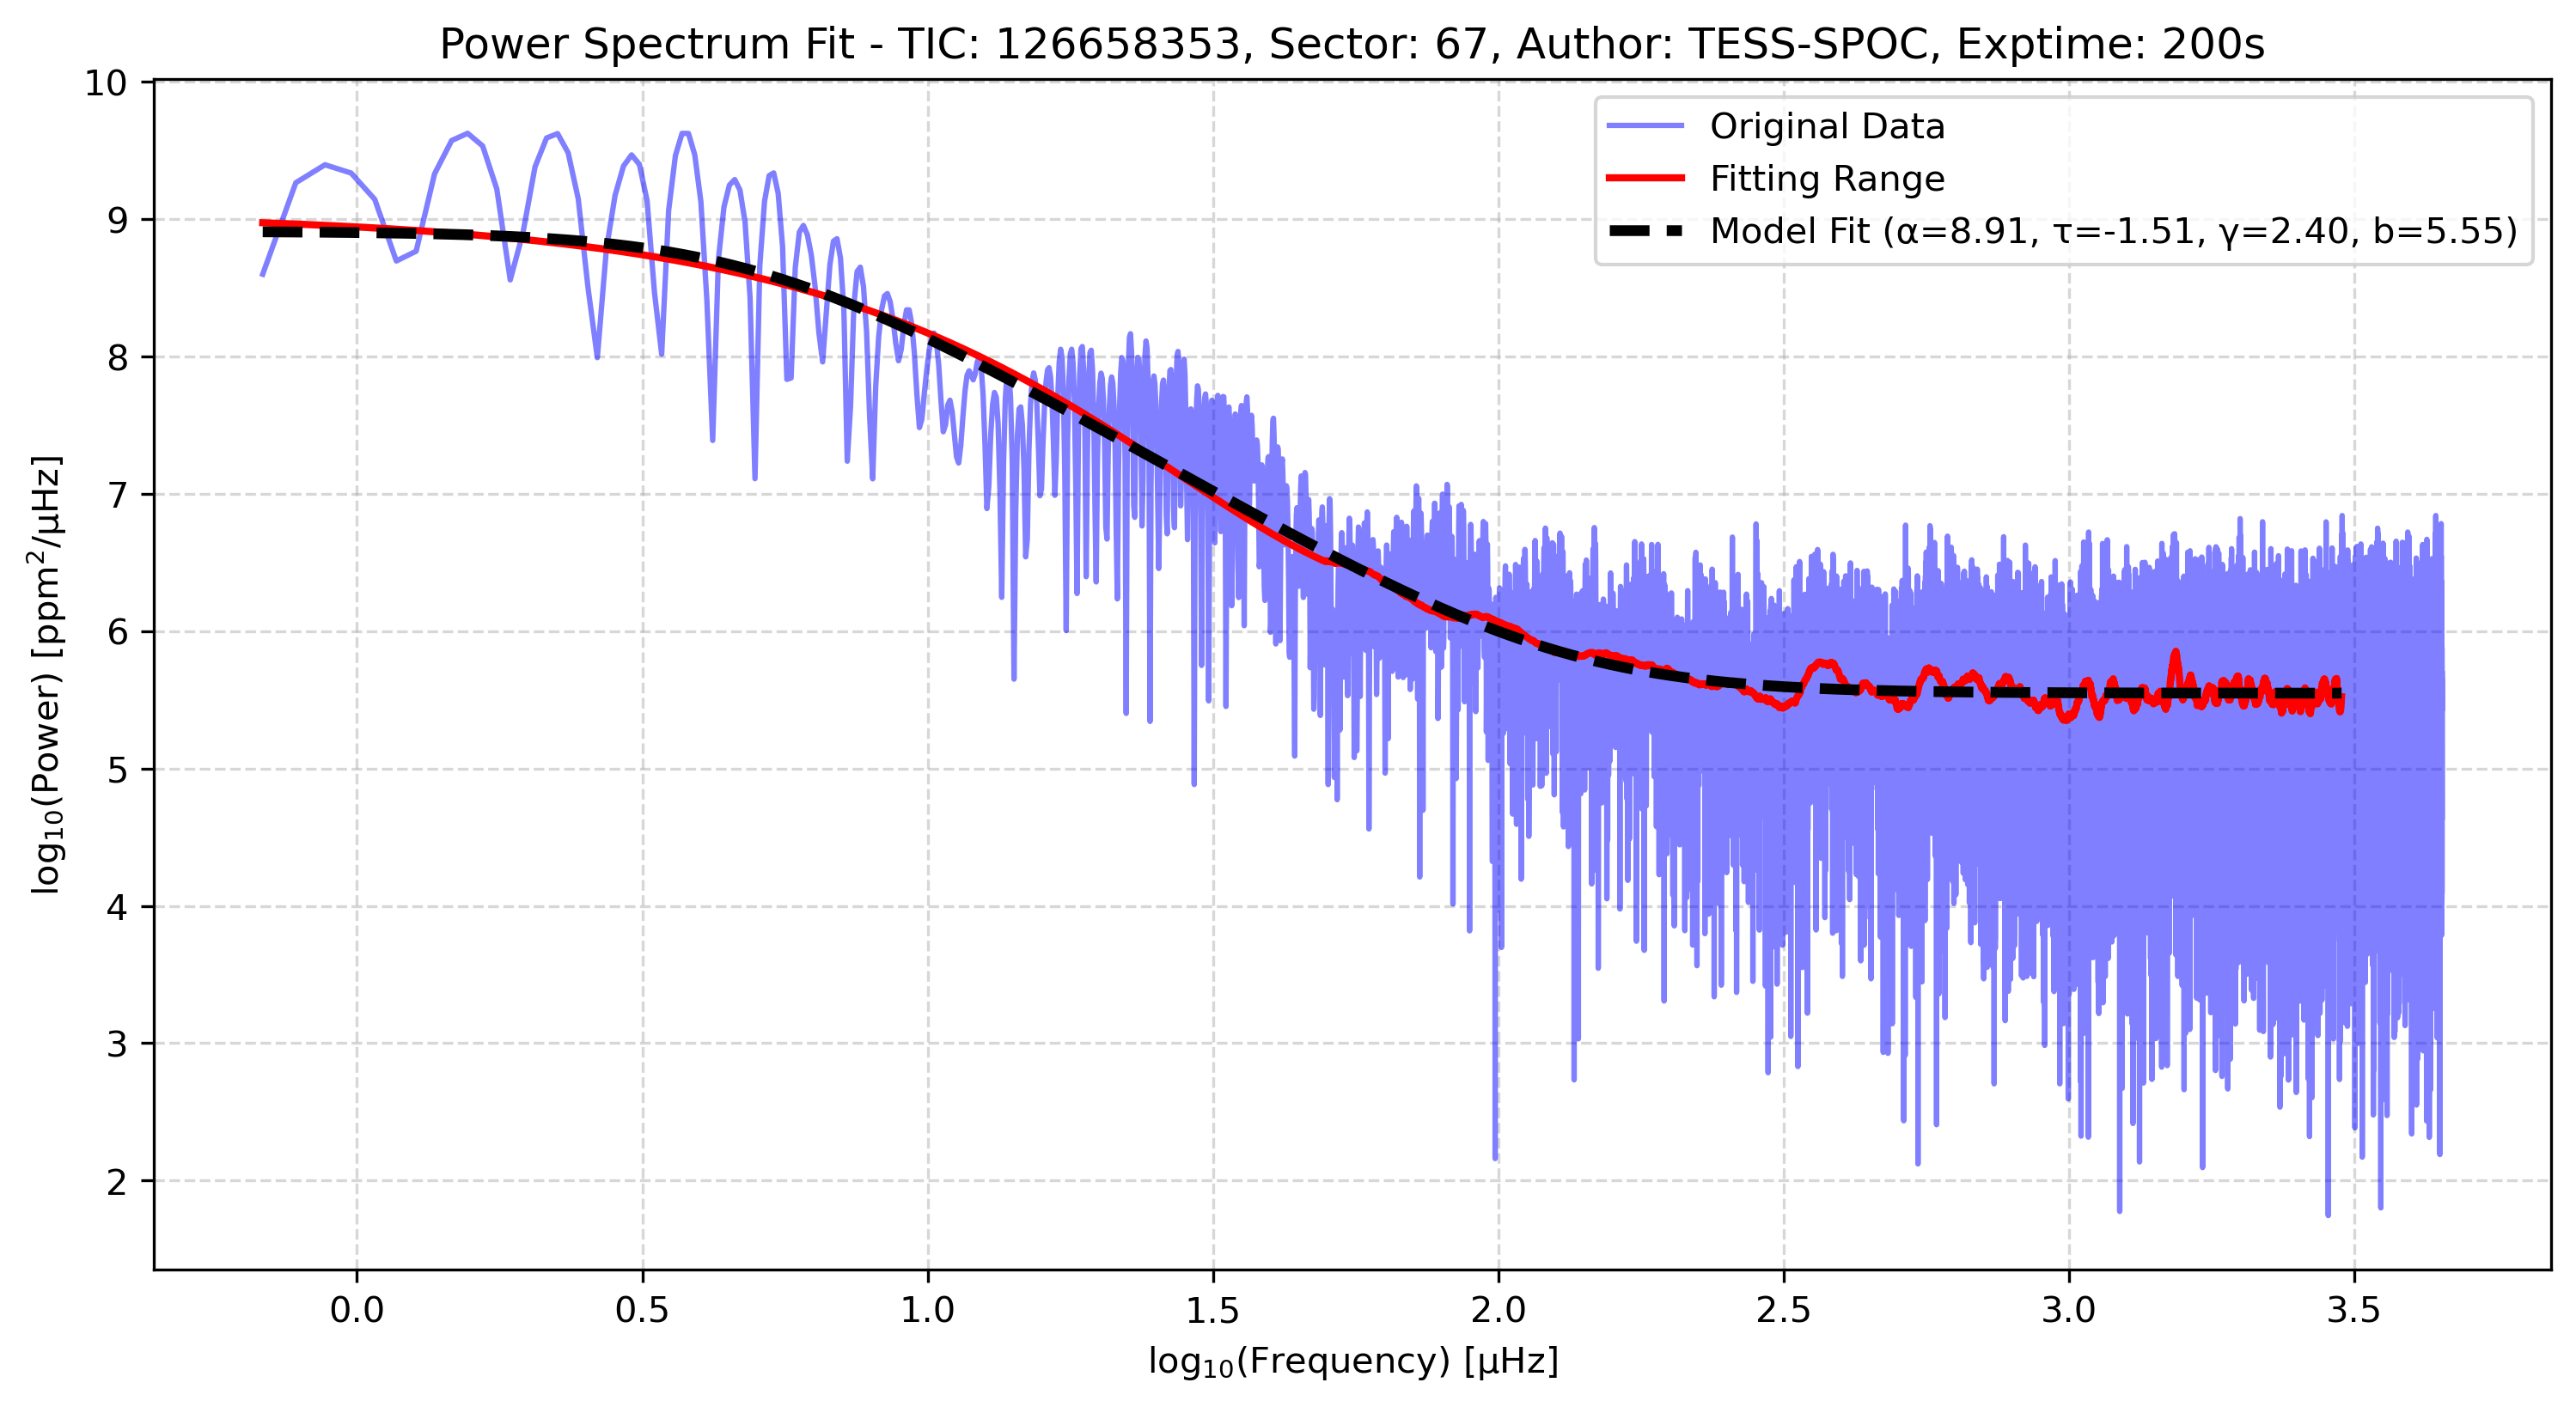 Power Spectrum Fit - TIC: 126658353, Sector: 67, Author: TESS-SPOC, Exptime: 200s
Original Data
Fitting Range
Model Fit (α=8.91, τ=-1.51, γ=2.40, b=5.55)
log₁₀(Power) [ppm²/μHz]
10
9
8
7
6
5
4
3
2
0.0 0.5 1.0 1.5 2.0 2.5 3.0 3.5
log₁₀(Frequency) [μHz]